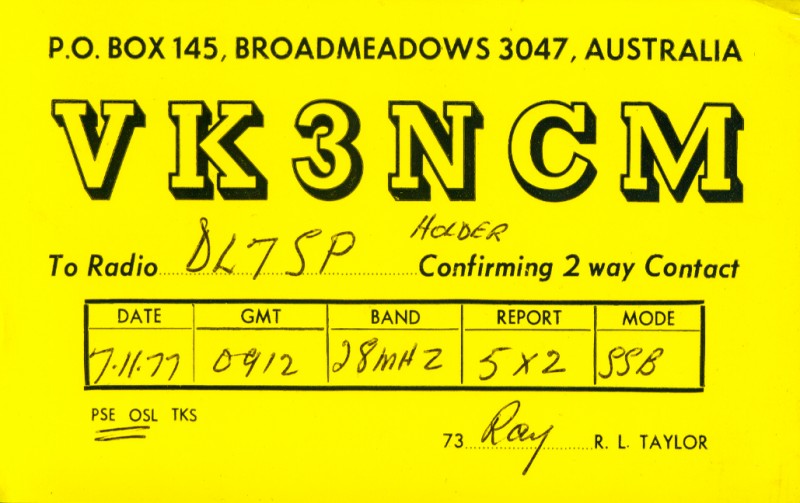 P.O. BOX 145, BROADMEADOWS 3047, AUSTRALIA
VK3NCM
HOLDER
To Radio DL7SP Confirming 2 way Contact
DATE GMT BAND REPORT MODE
7.11.77 0912 28MHZ 5X2 SSB
PSE QSL TKS
73 Ray R. L. TAYLOR